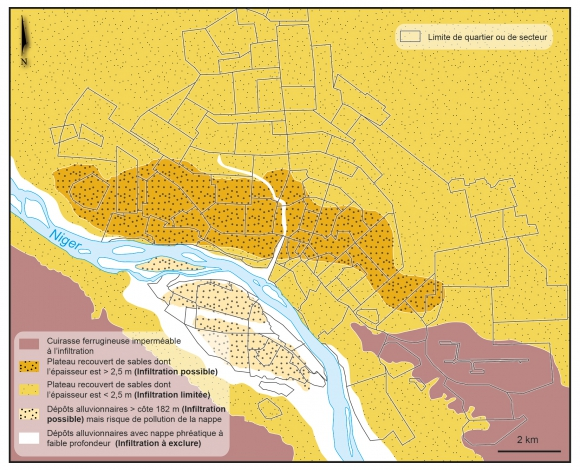 Limite de quartier ou de secteur
N
Niger
Cuirasse ferrugineuse imperméable
à l'infiltration
Plateau recouvert de sables dont
l'épaisseur est > 2,5 m (Infiltration possible)
Plateau recouvert de sables dont
l'épaisseur est < 2,5 m (Infiltration limitée)
Dépôts alluvionnaires > côte 182 m (Infiltration
possible) mais risque de pollution de la nappe
Dépôts alluvionnaires avec nappe phréatique à
faible profondeur (Infiltration à exclure)
2 km